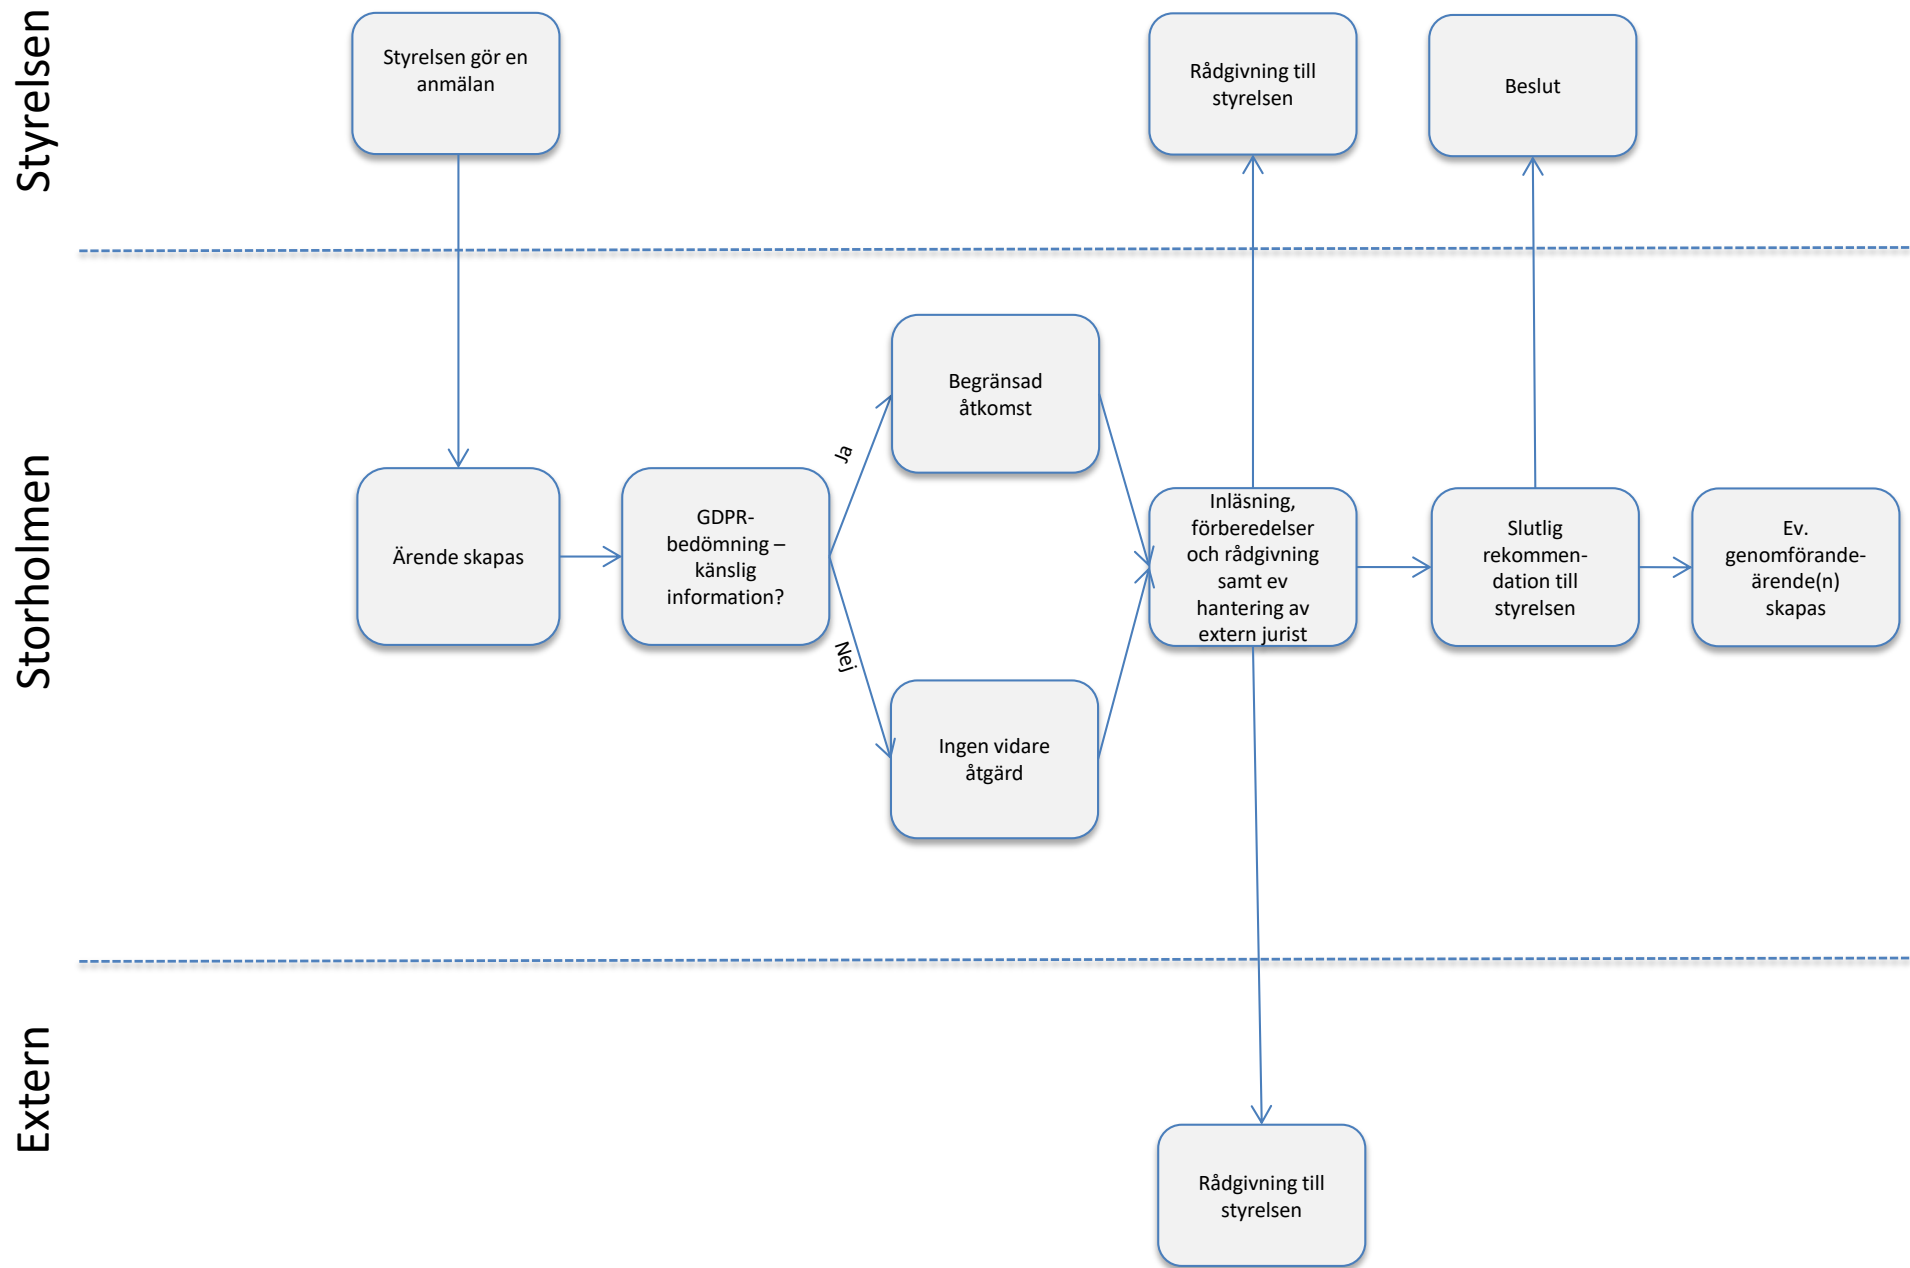 Styrelsen
Styrelsen gör en
anmälan
Rådgivning till
styrelsen
Beslut
Storholmen
Ärende skapas
GDPR-
bedömning –
känslig
information?
Ja
Nej
Begränsad
åtkomst
Ingen vidare
åtgärd
Inläsning,
förberedelser
och rådgivning
samt ev
hantering av
extern jurist
Slutlig
rekommen-
dation till
styrelsen
Ev.
genomförande-
ärende(n)
skapas
Extern
Rådgivning till
styrelsen